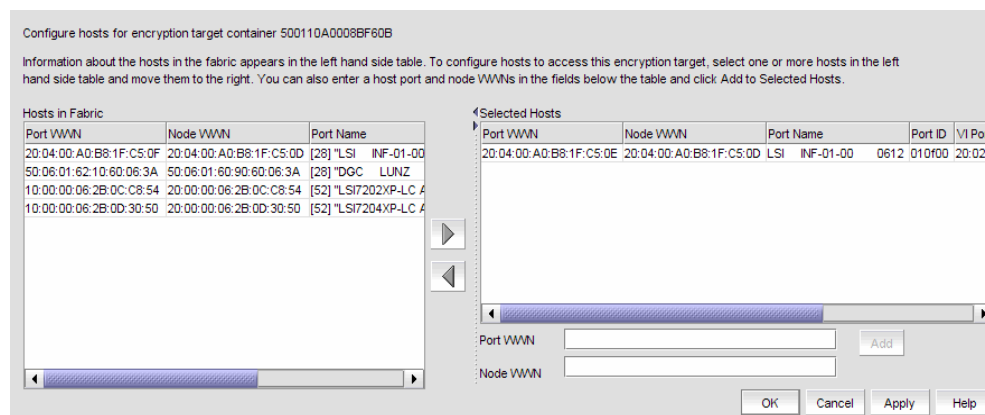 Configure hosts for encryption target container 500110A0008BF60B
Information about the hosts in the fabric appears in the left hand side table. To configure hosts to access this encryption target, select one or more hosts in the left
hand side table and move them to the right. You can also enter a host port and node WWNs in the fields below the table and click Add to Selected Hosts.
Hosts in Fabric
Port WWN Node WWN Port Name
20:04:00:A0:B8:1F:C5:0F 20:04:00:A0:B8:1F:C5:0D [28] "LSI INF-01-00
50:06:01:62:10:60:06:3A 50:06:01:60:90:60:06:3A [28] "DGC LUNZ
10:00:00:06:2B:0C:C8:54 20:00:00:06:2B:0C:C8:54 [52] "LSI7202XP-LC A
10:00:00:06:2B:0D:30:50 20:00:00:06:2B:0D:30:50 [52] "LSI7204XP-LC A
Selected Hosts
Port WWN Node WWN Port Name Port ID VI Po
20:04:00:A0:B8:1F:C5:0E 20:04:00:A0:B8:1F:C5:0D LSI INF-01-00 0612 010f00 20:02
Port WWN
Add
Node WWN
OK Cancel Apply Help